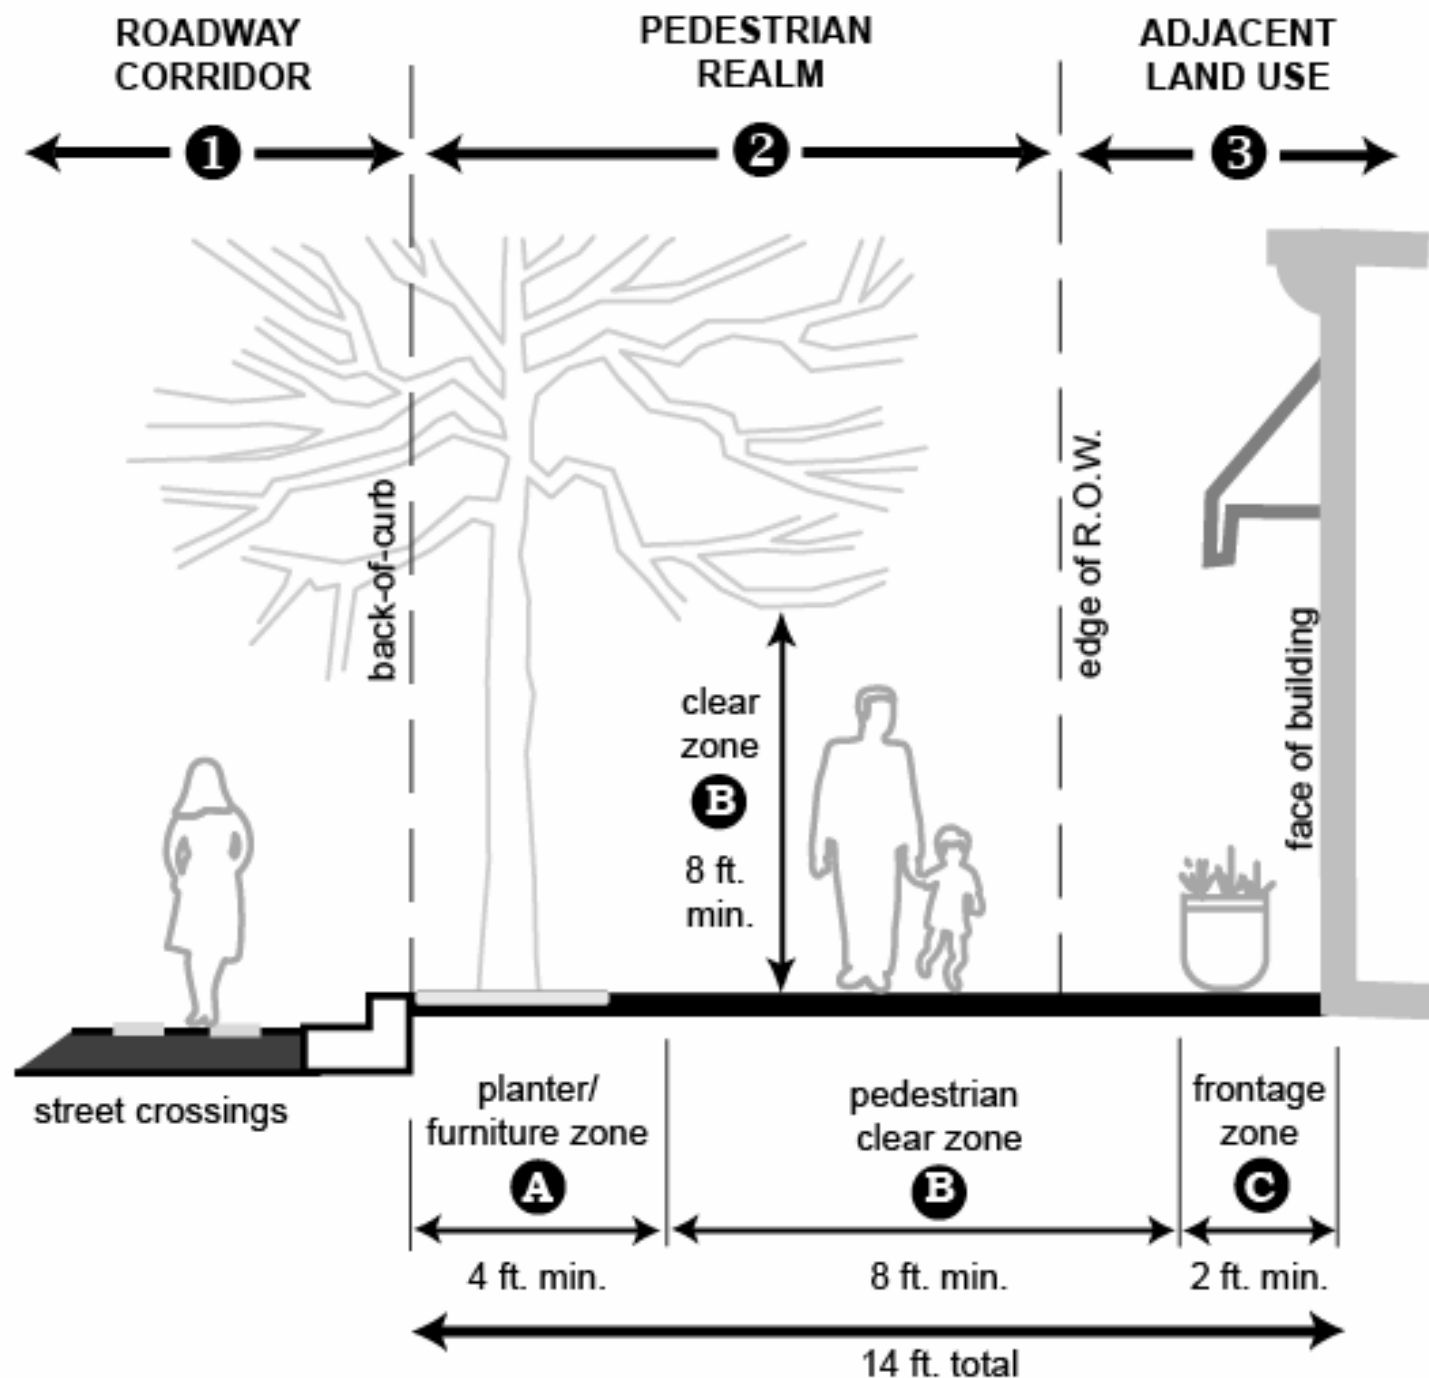 ROADWAY
CORRIDOR
PEDESTRIAN
REALM
ADJACENT
LAND USE
1
2
3
back-of-curb
edge of R.O.W.
clear
zone
B
8 ft.
min.
face of building
street crossings
planter/
furniture zone
A
pedestrian
clear zone
B
frontage
zone
C
4 ft. min.
8 ft. min.
2 ft. min.
14 ft. total